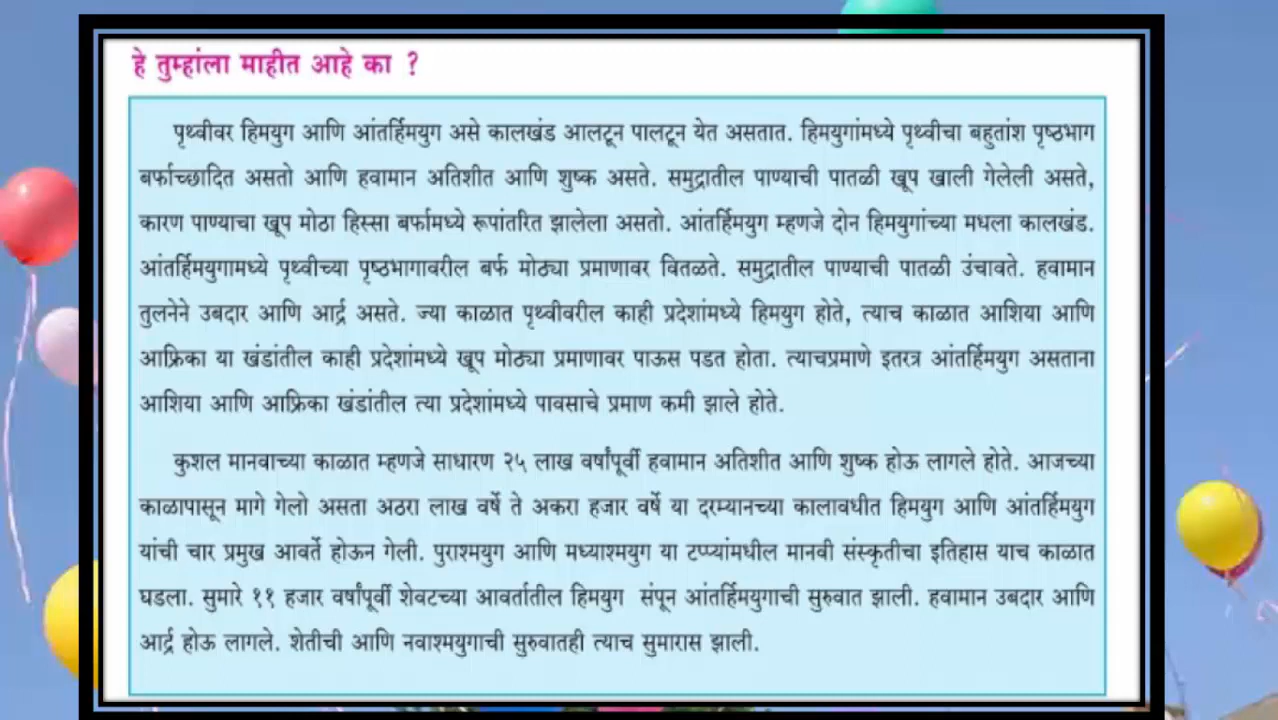 हे तुम्हांला माहीत आहे का ?
पृथ्वीवर हिमयुग आणि आंतर्हिमयुग असे कालखंड आलटून पालटून येत असतात. हिमयुगांमध्ये पृथ्वीचा बहुतांश पृष्ठभाग
बर्फाच्छादित असतो आणि हवामान अतिशीत आणि शुष्क असते. समुद्रातील पाण्याची पातळी खूप खाली गेलेली असते,
कारण पाण्याचा खूप मोठा हिस्सा बर्फामध्ये रूपांतरित झालेला असतो. आंतर्हिमयुग म्हणजे दोन हिमयुगांच्या मधला कालखंड.
आंतर्हिमयुगामध्ये पृथ्वीच्या पृष्ठभागावरील बर्फ मोठ्या प्रमाणावर वितळते. समुद्रातील पाण्याची पातळी उंचावते. हवामान
तुलनेने उबदार आणि आर्द्र असते. ज्या काळात पृथ्वीवरील काही प्रदेशांमध्ये हिमयुग होते, त्याच काळात आशिया आणि
आफ्रिका या खंडांतील काही प्रदेशांमध्ये खूप मोठ्या प्रमाणावर पाऊस पडत होता. त्याचप्रमाणे इतरत्र आंतर्हिमयुग असताना
आशिया आणि आफ्रिका खंडांतील त्या प्रदेशांमध्ये पावसाचे प्रमाण कमी झाले होते.
कुशल मानवाच्या काळात म्हणजे साधारण २५ लाख वर्षांपूर्वी हवामान अतिशीत आणि शुष्क होऊ लागले होते. आजच्या
काळापासून मागे गेलो असता अठरा लाख वर्षे ते अकरा हजार वर्षे या दरम्यानच्या कालावधीत हिमयुग आणि आंतर्हिमयुग
यांची चार प्रमुख आवर्ते होऊन गेली. पुराश्मयुग आणि मध्याश्मयुग या टप्प्यांमधील मानवी संस्कृतीचा इतिहास याच काळात
घडला. सुमारे ११ हजार वर्षांपूर्वी शेवटच्या आवर्तातील हिमयुग संपून आंतर्हिमयुगाची सुरुवात झाली. हवामान उबदार आणि
आर्द्र होऊ लागले. शेतीची आणि नवाश्मयुगाची सुरुवातही त्याच सुमारास झाली.